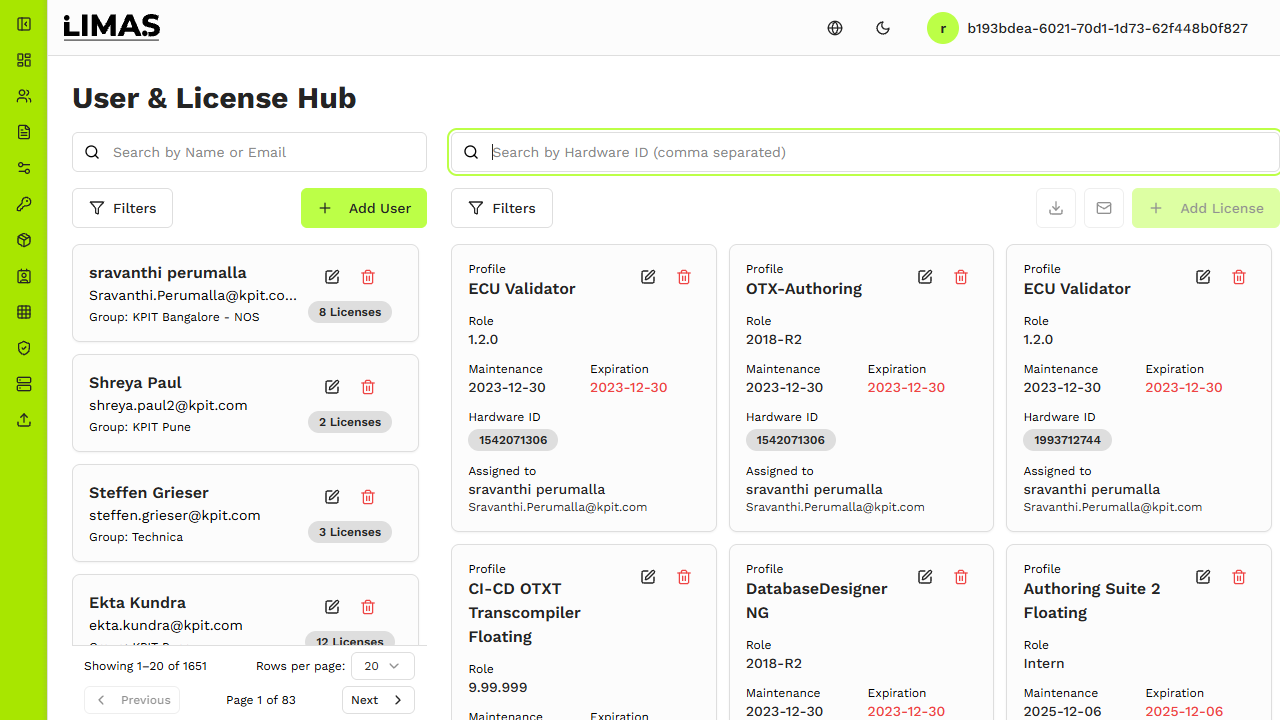 LIMAS
r
b193bdea-6021-70d1-1d73-62f448b0f827
User & License Hub
Search by Name or Email
Search by Hardware ID (comma separated)
Filters
Add User
Filters
Add License
sravanthi perumalla
Sravanthi.Perumalla@kpit.co...
Group: KPIT Bangalore - NOS
8 Licenses
Shreya Paul
shreya.paul2@kpit.com
Group: KPIT Pune
2 Licenses
Steffen Grieser
steffen.grieser@kpit.com
Group: Technica
3 Licenses
Ekta Kundra
ekta.kundra@kpit.com
12 Licenses
Showing 1–20 of 1651
Rows per page:
20
Previous
Page 1 of 83
Next
Profile
ECU Validator
Role
1.2.0
Maintenance
Expiration
2023-12-30
2023-12-30
Hardware ID
1542071306
Assigned to
sravanthi perumalla
Sravanthi.Perumalla@kpit.com
Profile
OTX-Authoring
Role
2018-R2
Maintenance
Expiration
2023-12-30
2023-12-30
Hardware ID
1542071306
Assigned to
sravanthi perumalla
Sravanthi.Perumalla@kpit.com
Profile
ECU Validator
Role
1.2.0
Maintenance
Expiration
2023-12-30
2023-12-30
Hardware ID
1993712744
Assigned to
sravanthi perumalla
Sravanthi.Perumalla@kpit.com
Profile
CI-CD OTXT
Transcompiler
Floating
Role
9.99.999
Maintenance
Expiration
Profile
DatabaseDesigner
NG
Role
2018-R2
Maintenance
Expiration
2023-12-30
2023-12-30
Profile
Authoring Suite 2
Floating
Role
Intern
Maintenance
Expiration
2025-12-06
2025-12-06